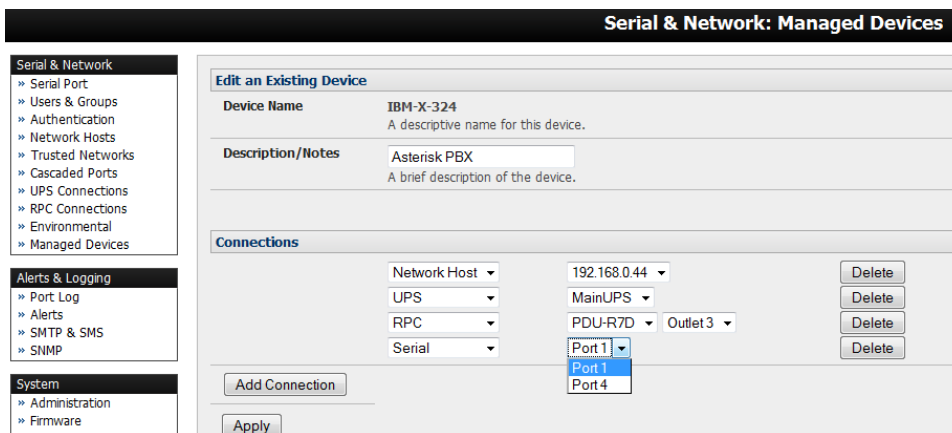 Serial & Network: Managed Devices
Serial & Network
» Serial Port
» Users & Groups
» Authentication
» Network Hosts
» Trusted Networks
» Cascaded Ports
» UPS Connections
» RPC Connections
» Environmental
» Managed Devices
Alerts & Logging
» Port Log
» Alerts
» SMTP & SMS
» SNMP
System
» Administration
» Firmware
Edit an Existing Device
Device Name IBM-X-324
A descriptive name for this device.
Description/Notes Asterisk PBX
A brief description of the device.
Connections
Network Host 192.168.0.44 Delete
UPS MainUPS Delete
RPC PDU-R7D Outlet 3 Delete
Serial Port 1 Delete
Port 1
Port 4
Add Connection
Apply